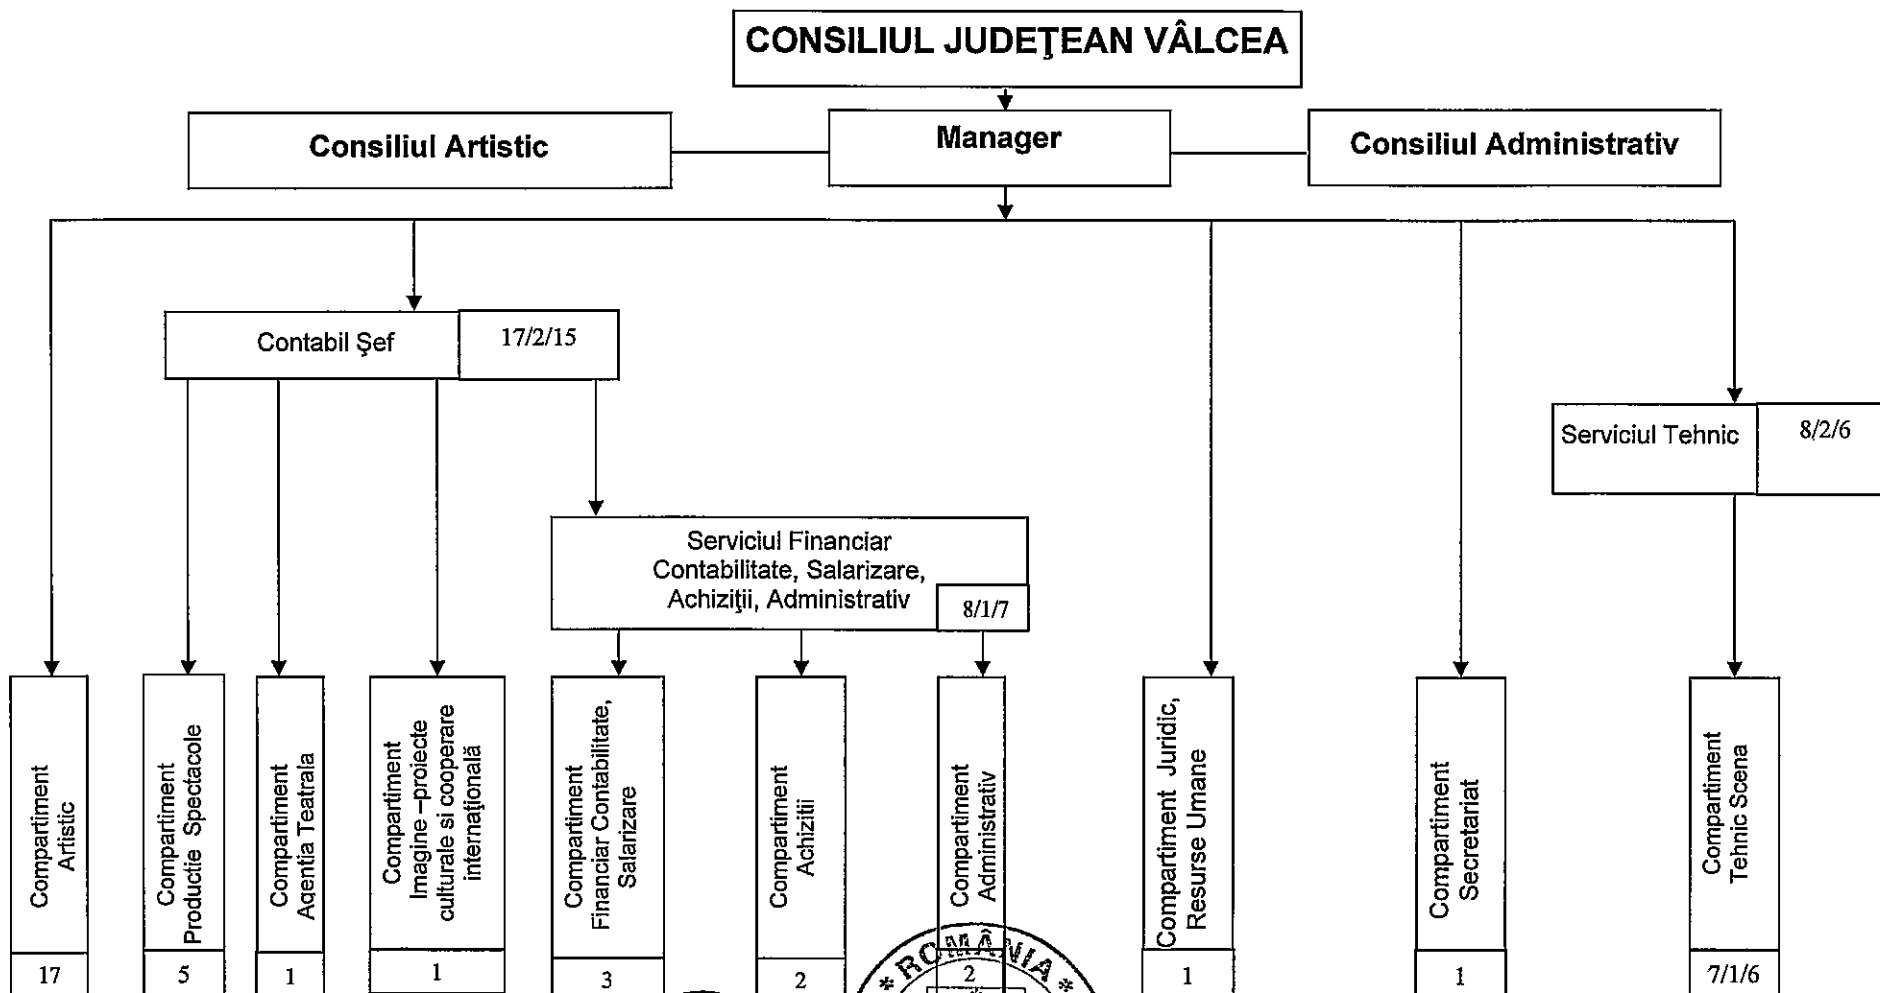 CONSILIUL JUDEŢEAN VÂLCEA
Consiliul Artistic
Manager
Consiliul Administrativ
Contabil Şef
17/2/15
Serviciul Tehnic
8/2/6
Serviciul Financiar
Contabilitate, Salarizare,
Achiziţii, Administrativ
8/1/7
Compartiment
Artistic
17
Compartiment
Productie Spectacole
5
Compartiment
Agentia Teatrala
1
Compartiment
Imagine –proiecte
culturale si cooperare
internaţională
1
Compartiment
Financiar Contabilitate,
Salarizare
3
Compartiment
Achizitii
2
Compartiment
Administrativ
2
Compartiment Juridic,
Resurse Umane
1
Compartiment
Secretariat
1
Compartiment
Tehnic Scena
7/1/6
* ROMÂNIA *